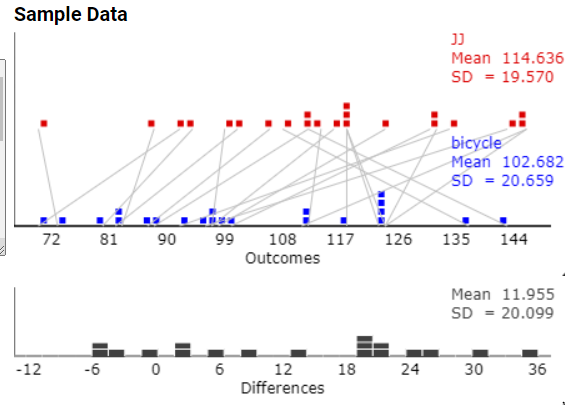 Sample Data
JJ
Mean 114.636
SD = 19.570
bicycle
Mean 102.682
SD = 20.659
72 81 90 99 108 117 126 135 144
Outcomes
Mean 11.955
SD = 20.099
-12 -6 0 6 12 18 24 30 36
Differences